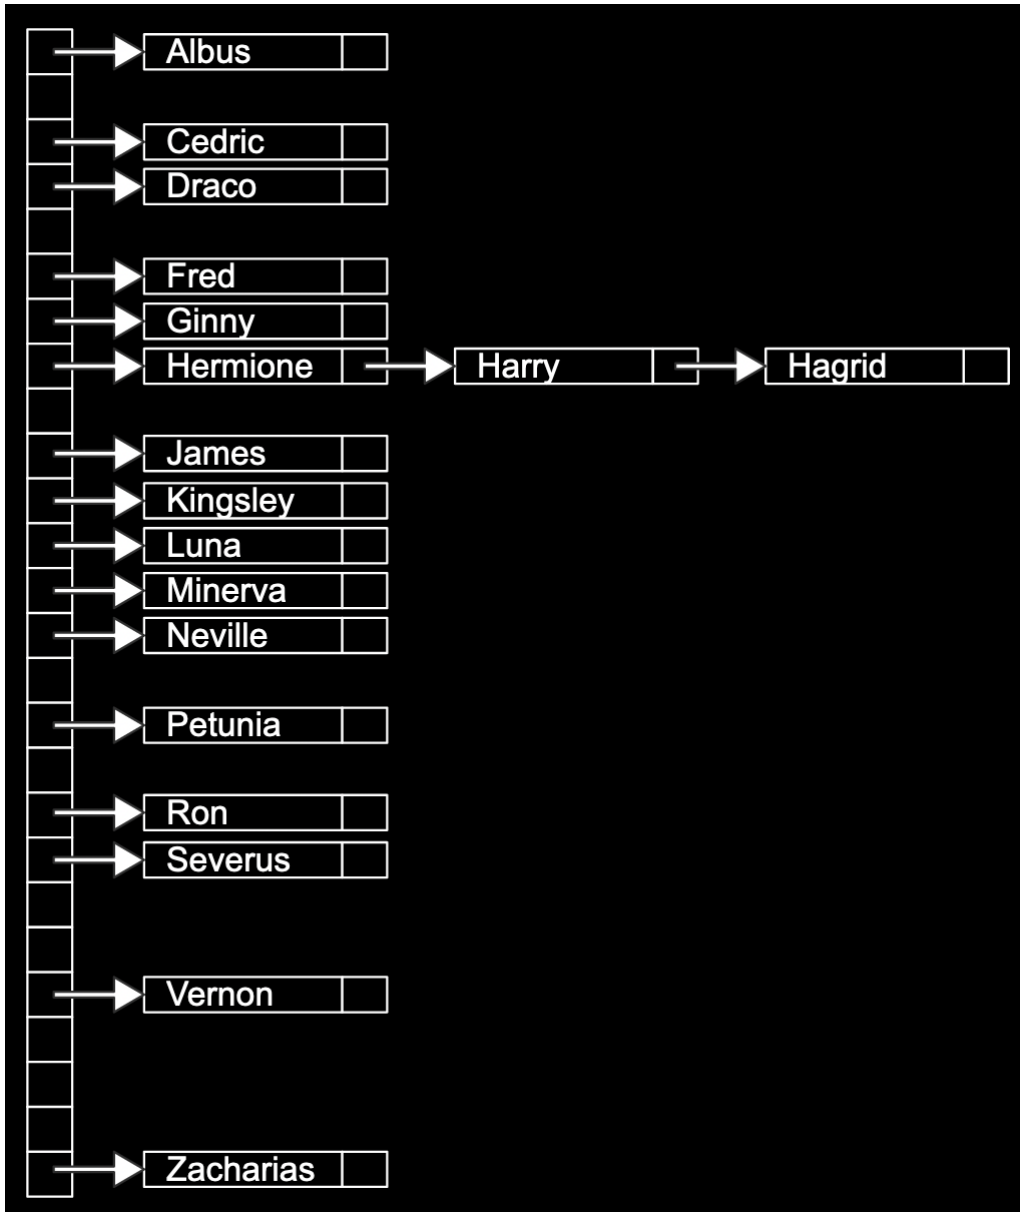 Albus
Cedric
Draco
Fred
Ginny
Hermione Harry Hagrid
James
Kingsley
Luna
Minerva
Neville
Petunia
Ron
Severus
Vernon
Zacharias